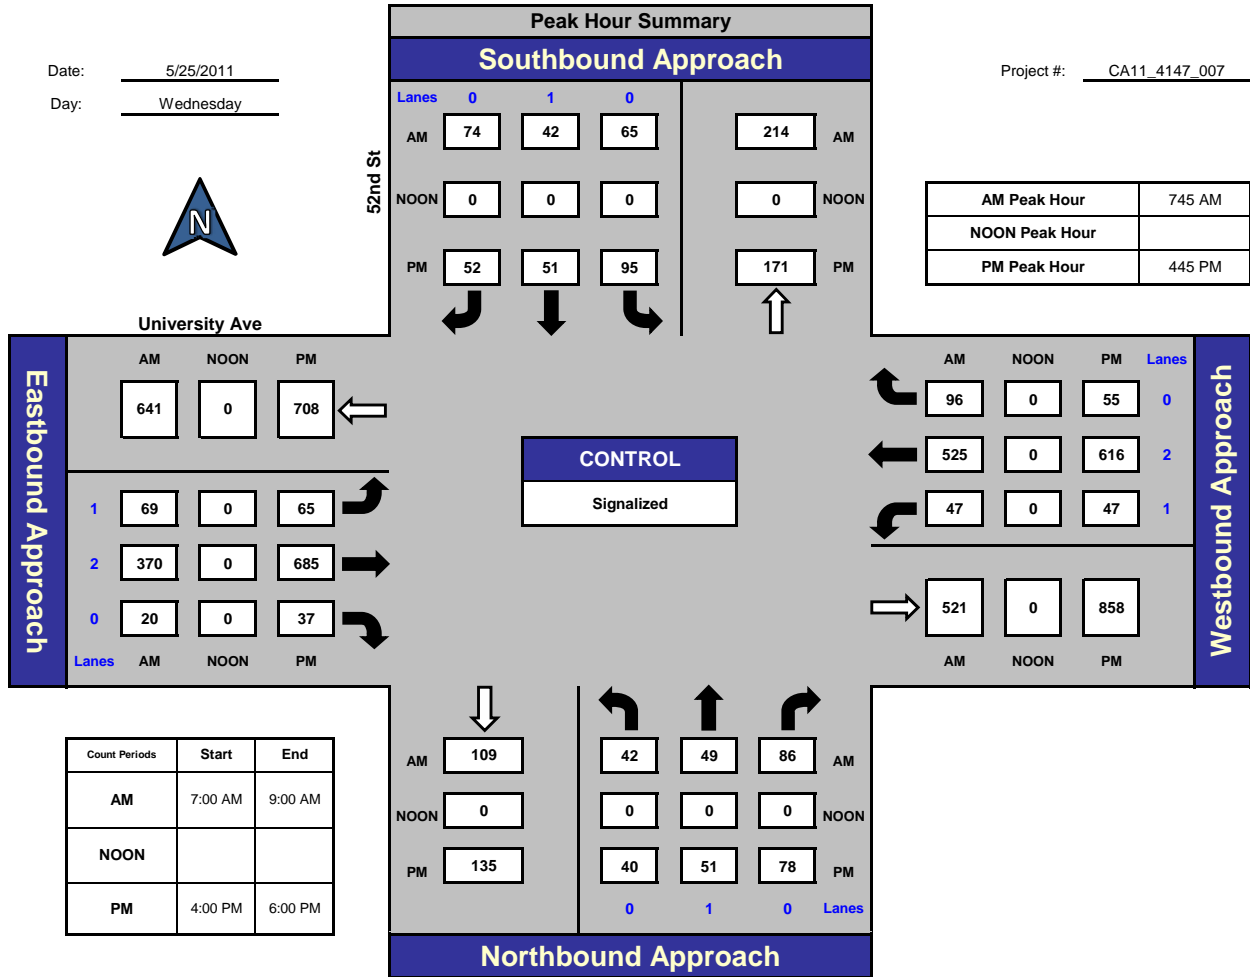 Peak Hour Summary
Southbound Approach
Date: 5/25/2011
Project #: CA11_4147_007
Day: Wednesday
Lanes 0 1 0
AM 74 42 65 214 AM
52nd St
N
NOON 0 0 0 0 NOON
AM Peak Hour 745 AM
NOON Peak Hour
PM Peak Hour 445 PM
PM 52 51 95 171 PM
University Ave
Eastbound Approach
AM NOON PM
641 0 708
1 69 0 65
2 370 0 685
0 20 0 37
Lanes AM NOON PM
CONTROL
Signalized
AM NOON PM Lanes
96 0 55 0
525 0 616 2
47 0 47 1
521 0 858
AM NOON PM
Westbound Approach
Count Periods Start End
AM 7:00 AM 9:00 AM
NOON
PM 4:00 PM 6:00 PM
AM 109 42 49 86 AM
NOON 0 0 0 0 NOON
PM 135 40 51 78 PM
0 1 0 Lanes
Northbound Approach